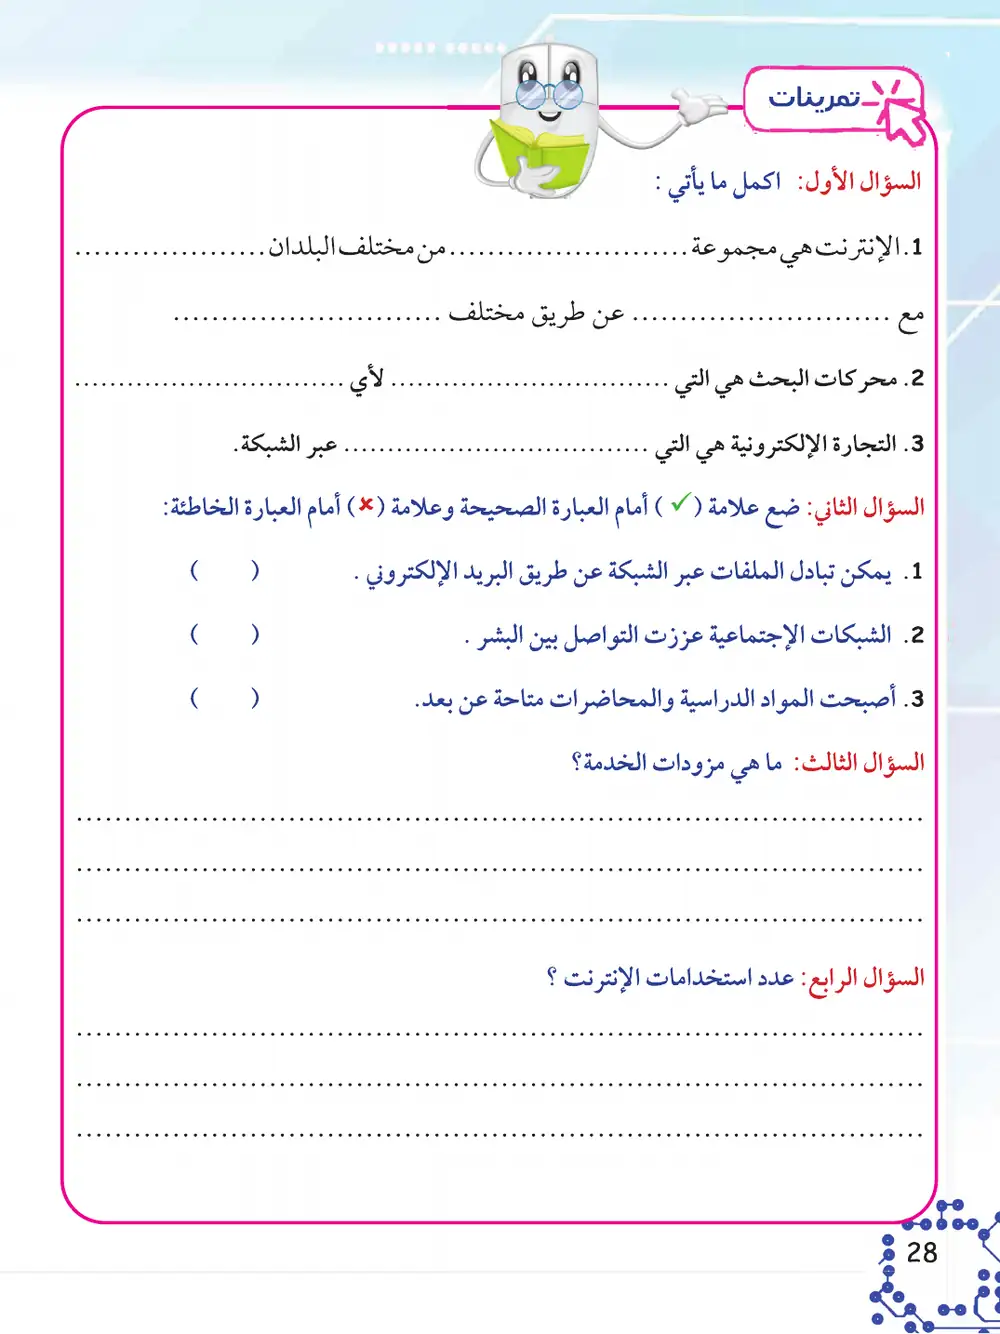 تمرينات
السؤال الأول: اكمل ما يأتي :
1. الإنترنت هي مجموعة ......................... من مختلف البلدان ....................
مع ........................... عن طريق مختلف ............................
2. محركات البحث هي التي ................................ لأي ...............................
3. التجارة الإلكترونية هي التي ................................... عبر الشبكة.
السؤال الثاني: ضع علامة (✓) أمام العبارة الصحيحة وعلامة (✘) أمام العبارة الخاطئة:
1. يمكن تبادل الملفات عبر الشبكة عن طريق البريد الإلكتروني . ( )
2. الشبكات الإجتماعية عززت التواصل بين البشر . ( )
3. أصبحت المواد الدراسية والمحاضرات متاحة عن بعد. ( )
السؤال الثالث: ما هي مزودات الخدمة؟
........................................................................................
........................................................................................
........................................................................................
السؤال الرابع: عدد استخدامات الإنترنت ؟
........................................................................................
........................................................................................
........................................................................................
28